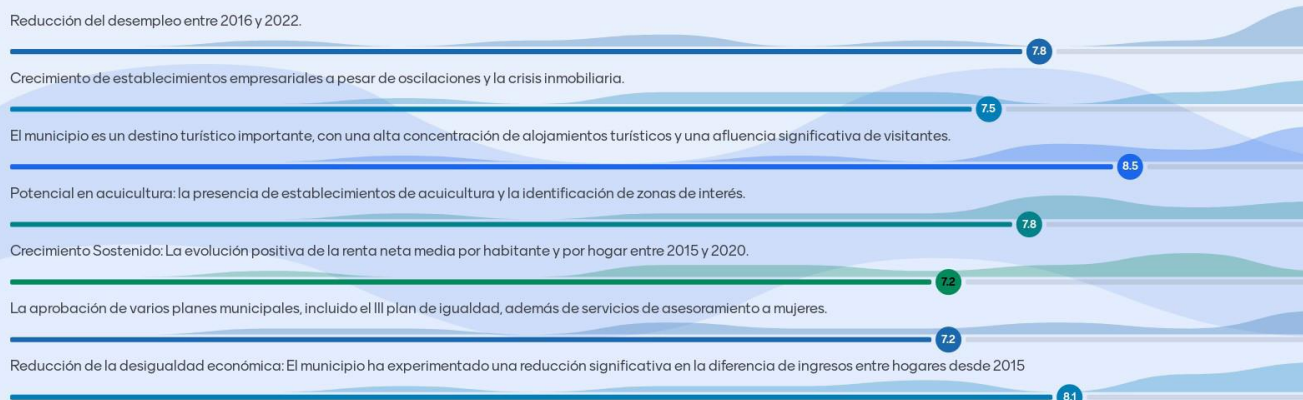 Reducción del desempleo entre 2016 y 2022.
7.8
Crecimiento de establecimientos empresariales a pesar de oscilaciones y la crisis inmobiliaria.
7.5
El municipio es un destino turístico importante, con una alta concentración de alojamientos turísticos y una afluencia significativa de visitantes.
8.5
Potencial en acuicultura: la presencia de establecimientos de acuicultura y la identificación de zonas de interés.
7.8
Crecimiento Sostenido: La evolución positiva de la renta neta media por habitante y por hogar entre 2015 y 2020.
7.2
La aprobación de varios planes municipales, incluido el III plan de igualdad, además de servicios de asesoramiento a mujeres.
7.2
Reducción de la desigualdad económica: El municipio ha experimentado una reducción significativa en la diferencia de ingresos entre hogares desde 2015
8.1